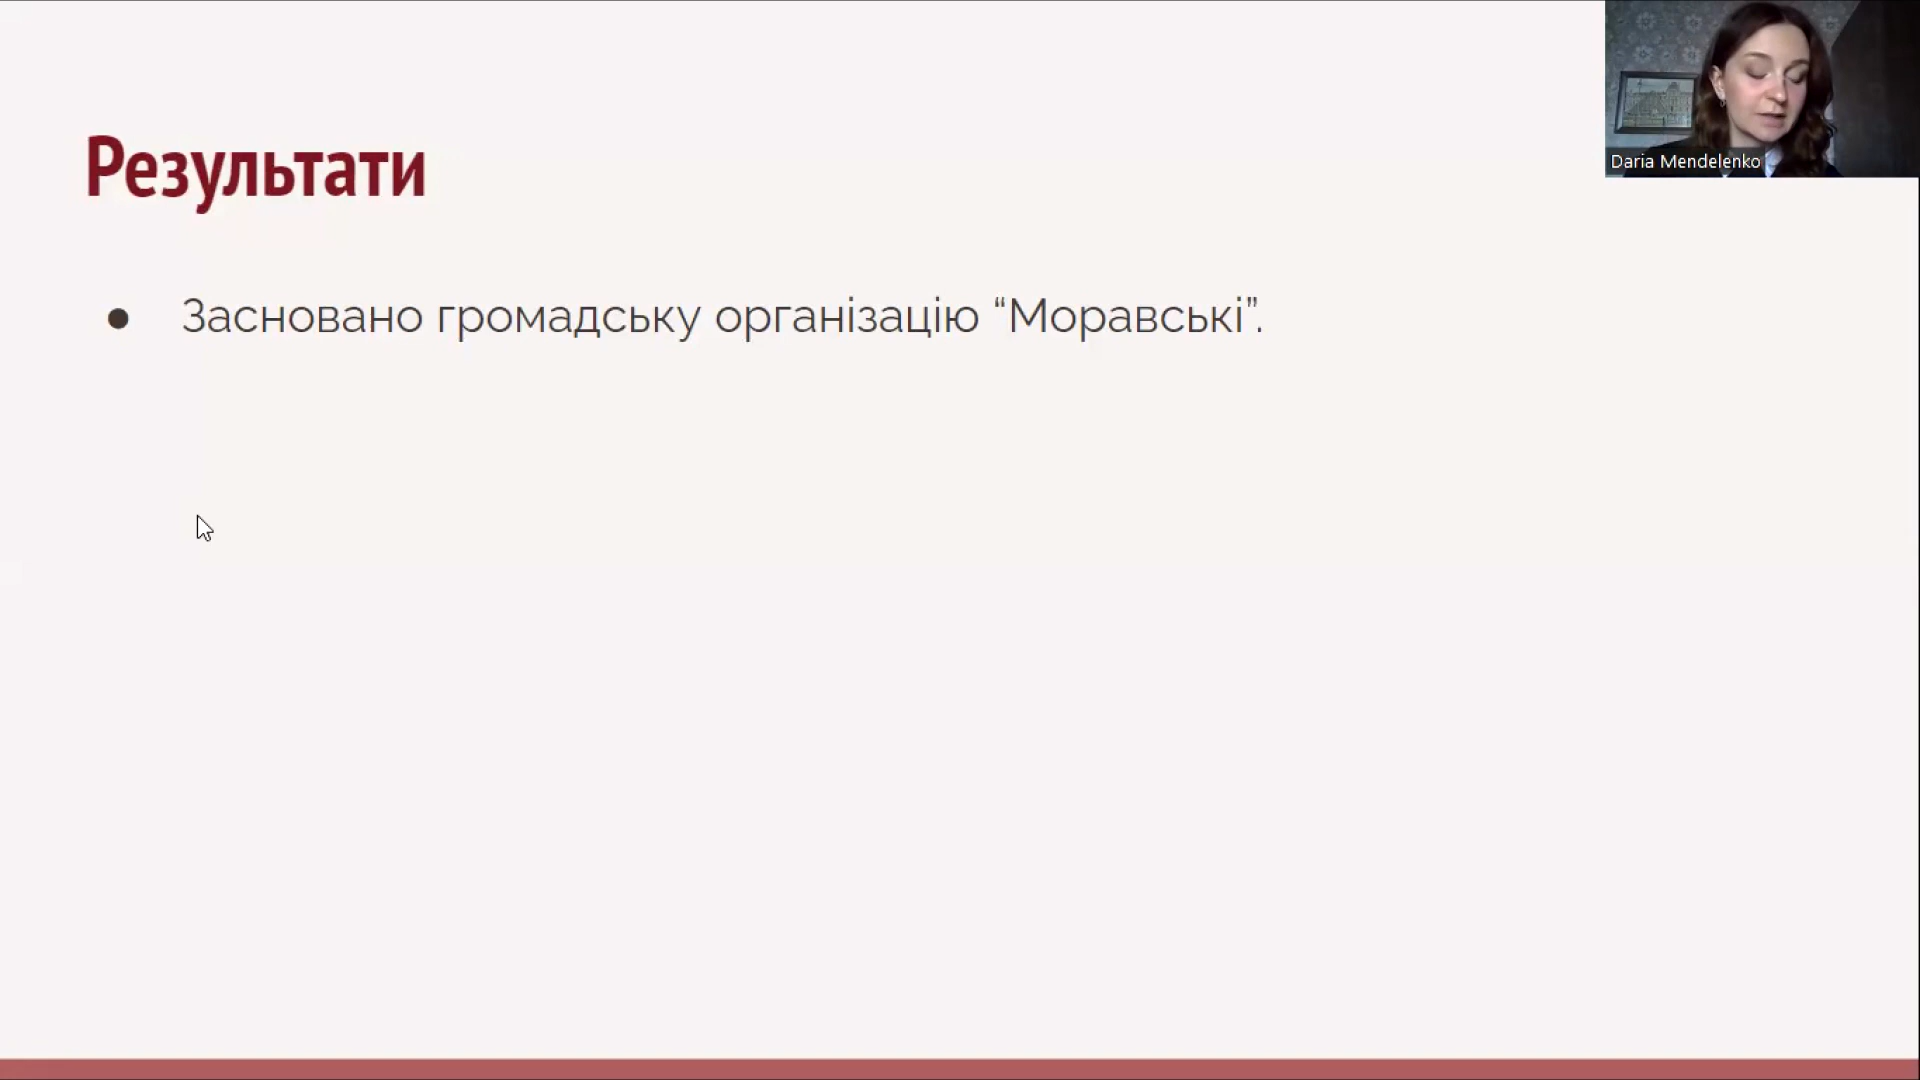 Результати
● Засновано громадську організацію “Моравські”.
Daria Mendelenko